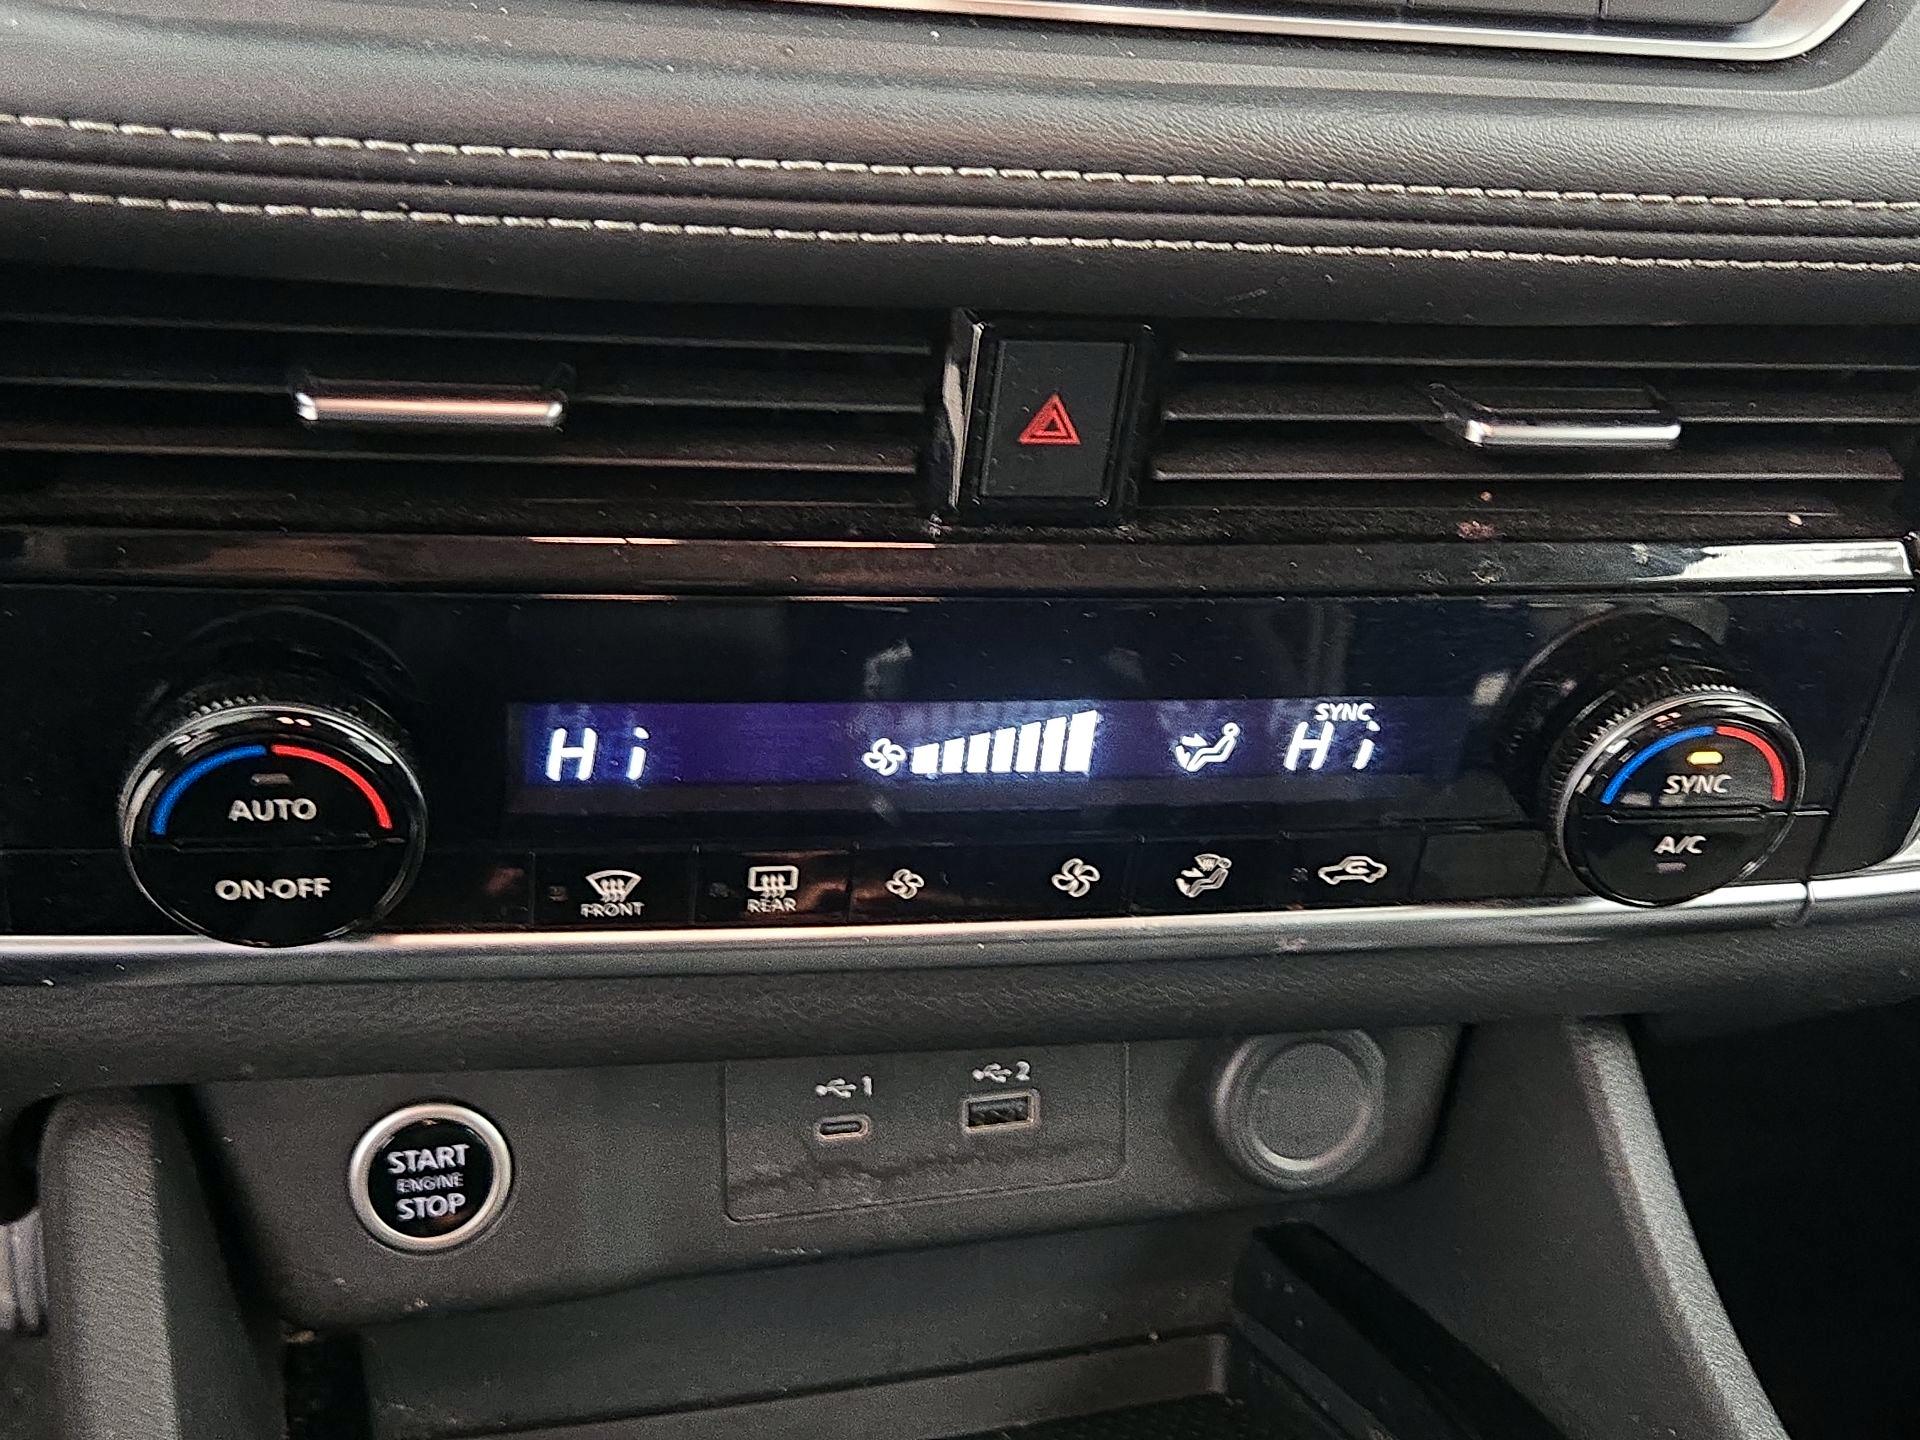 Hi
SYNC
Hi
AUTO
ON·OFF
FRONT
REAR
SYNC
A/C
1
2
START
ENGINE
STOP